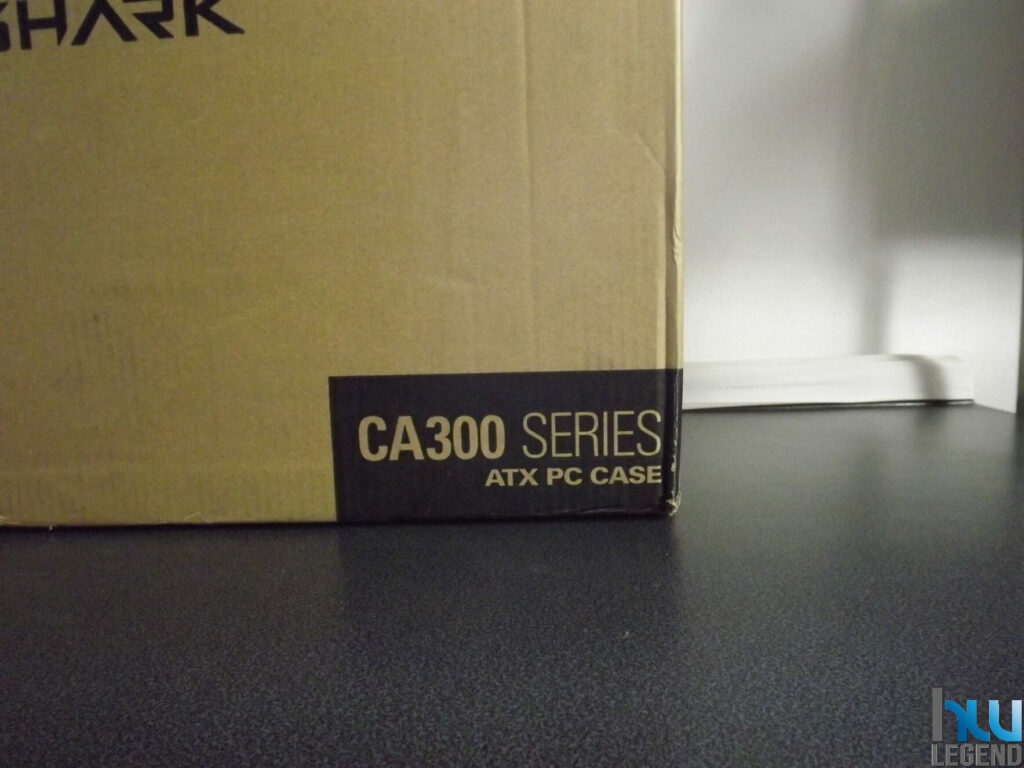 SHARK
CA300 SERIES
ATX PC CASE
LEGEND